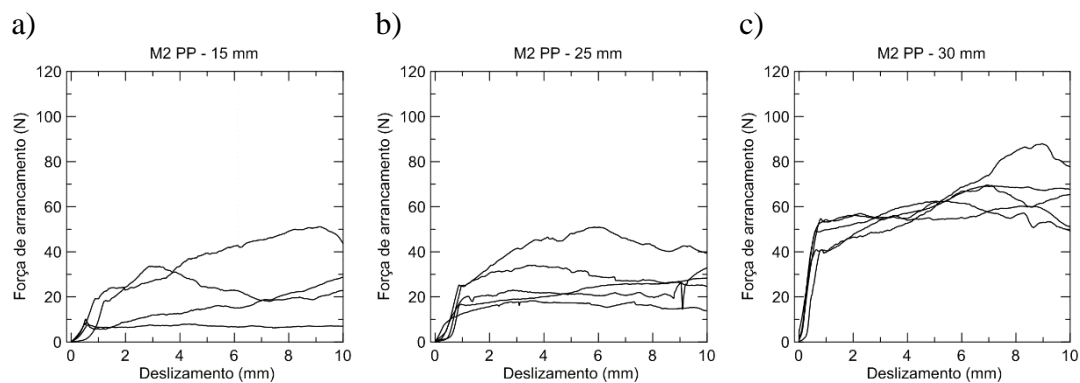 a)
M2 PP - 15 mm
120
100
80
60
40
20
0
0 2 4 6 8 10
Força de arrancamento (N)
Deslizamento (mm)
b)
M2 PP - 25 mm
120
100
80
60
40
20
0
0 2 4 6 8 10
Força de arrancamento (N)
Deslizamento (mm)
c)
M2 PP - 30 mm
120
100
80
60
40
20
0
0 2 4 6 8 10
Força de arrancamento (N)
Deslizamento (mm)